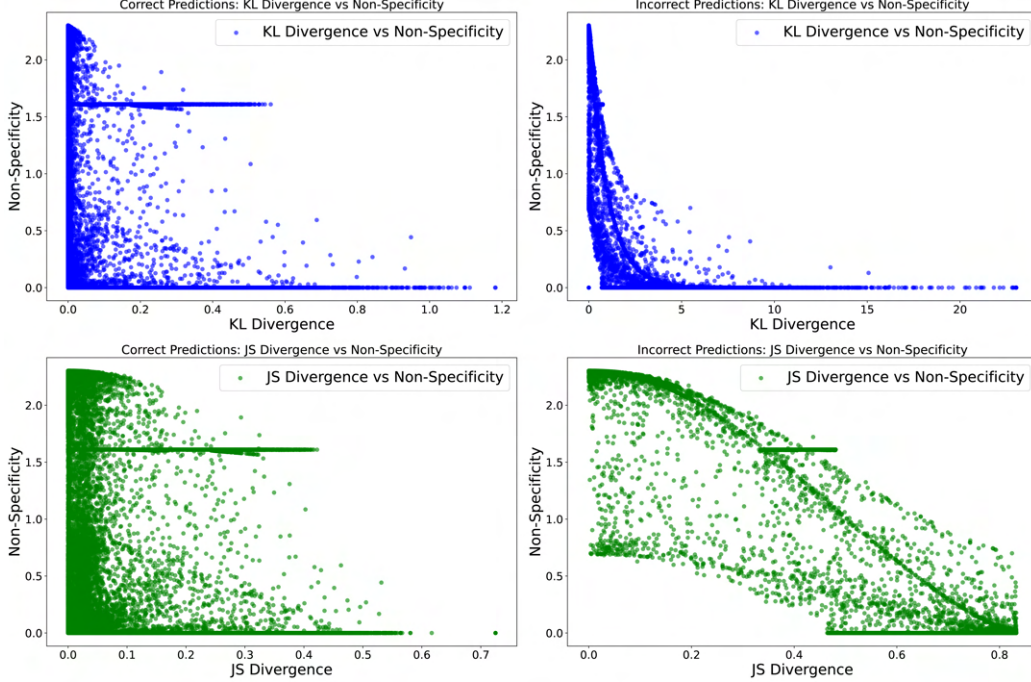 Correct Predictions: KL Divergence vs Non-Specificity
KL Divergence vs Non-Specificity
Non-Specificity
2.0
1.5
1.0
0.5
0.0
0.0 0.2 0.4 0.6 0.8 1.0 1.2
KL Divergence
Incorrect Predictions: KL Divergence vs Non-Specificity
KL Divergence vs Non-Specificity
Non-Specificity
2.0
1.5
1.0
0.5
0.0
0 5 10 15 20
KL Divergence
Correct Predictions: JS Divergence vs Non-Specificity
JS Divergence vs Non-Specificity
Non-Specificity
2.0
1.5
1.0
0.5
0.0
0.0 0.1 0.2 0.3 0.4 0.5 0.6 0.7
JS Divergence
Incorrect Predictions: JS Divergence vs Non-Specificity
JS Divergence vs Non-Specificity
Non-Specificity
2.0
1.5
1.0
0.5
0.0
0.0 0.2 0.4 0.6 0.8
JS Divergence